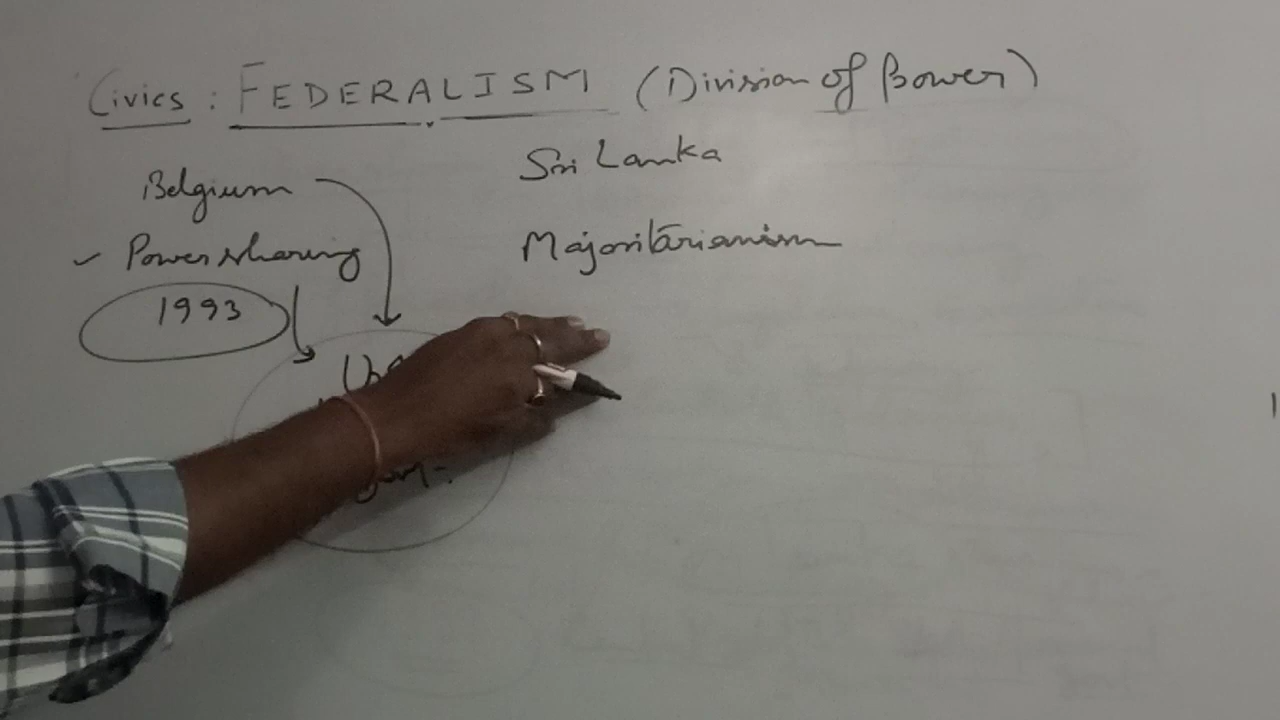 Civics : FEDERALISM (Division of Power)
Belgium
Sri Lanka
Power sharing
Majoritarianism
1993